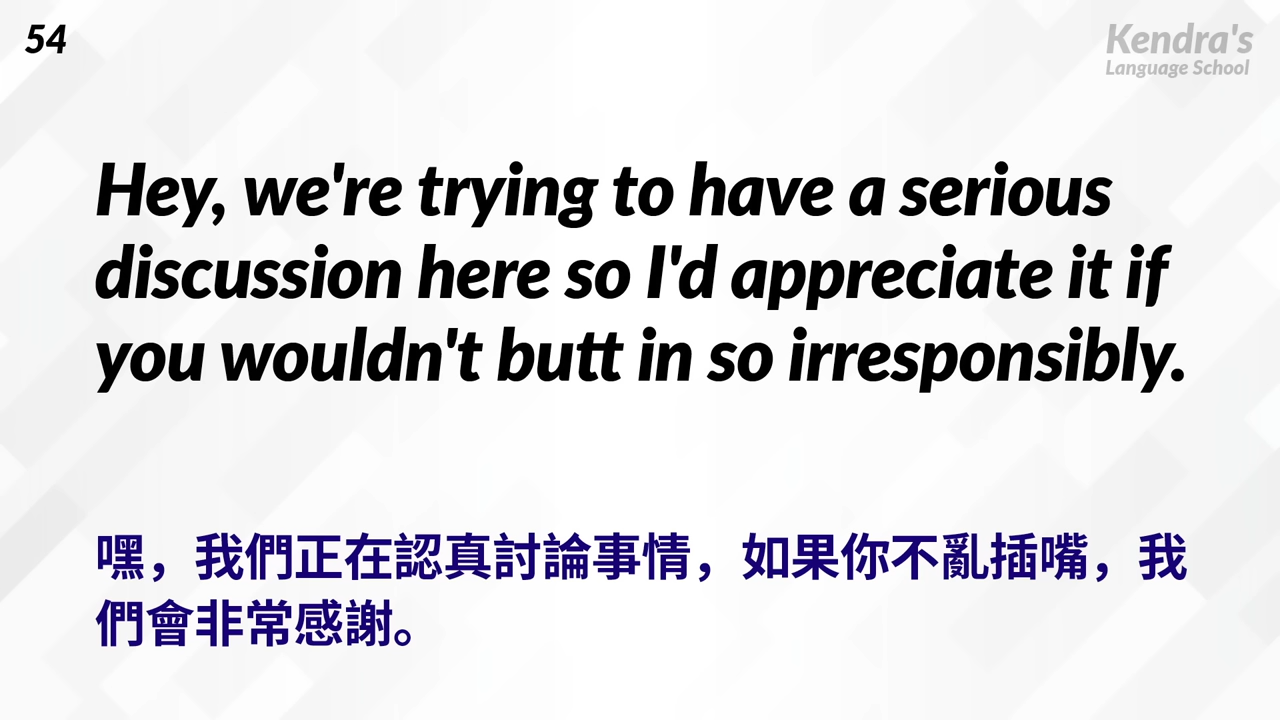 54
Kendra's
Language School
Hey, we're trying to have a serious
discussion here so I'd appreciate it if
you wouldn't butt in so irresponsibly.
嘿，我們正在認真討論事情，如果你不亂插嘴，我
們會非常感謝。